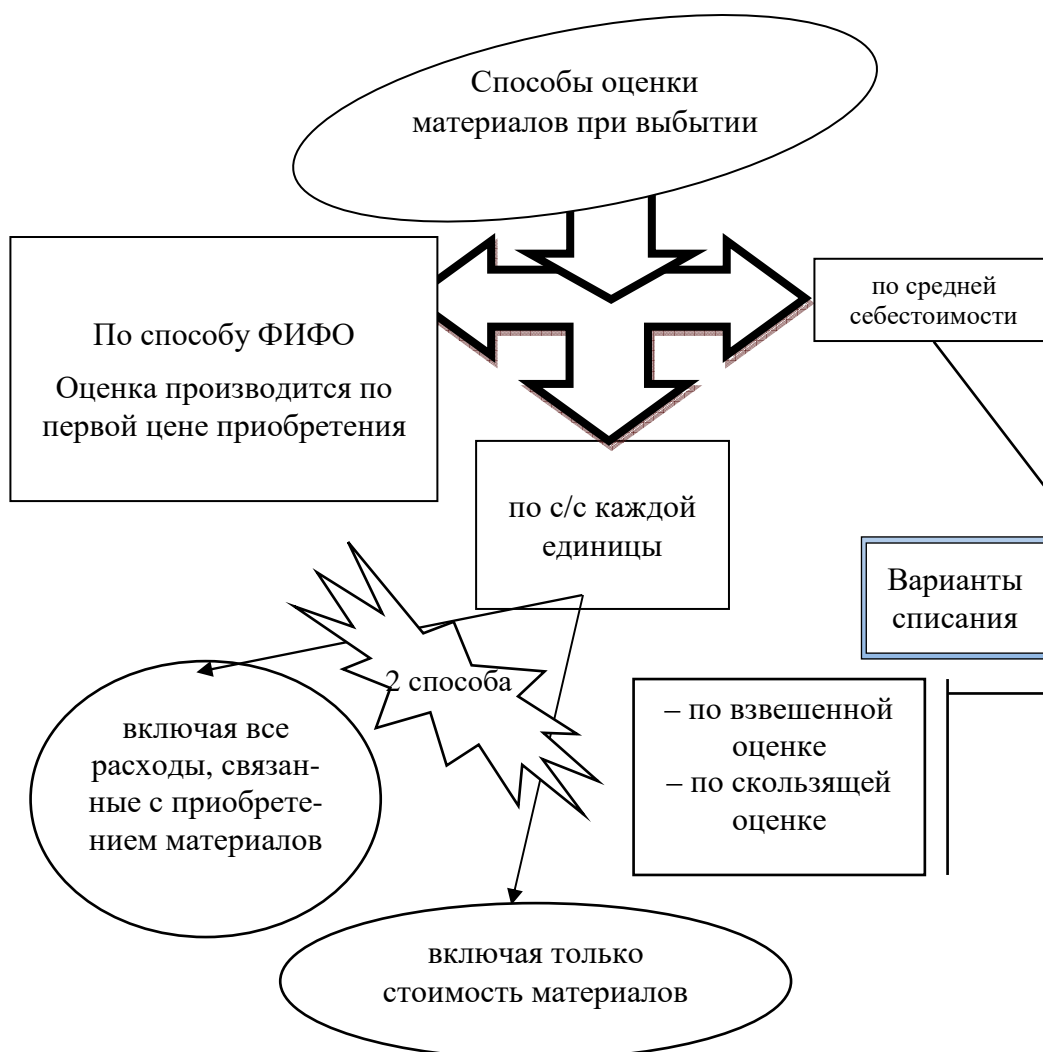 Способы оценки
материалов при выбытии
По способу ФИФО
Оценка производится по
первой цене приобретения
по средней
себестоимости
по с/с каждой
единицы
Варианты
списания
2 способа
– по взвешенной
оценке
– по скользящей
оценке
включая все
расходы, связан-
ные с приобрете-
нием материалов
включая только
стоимость материалов